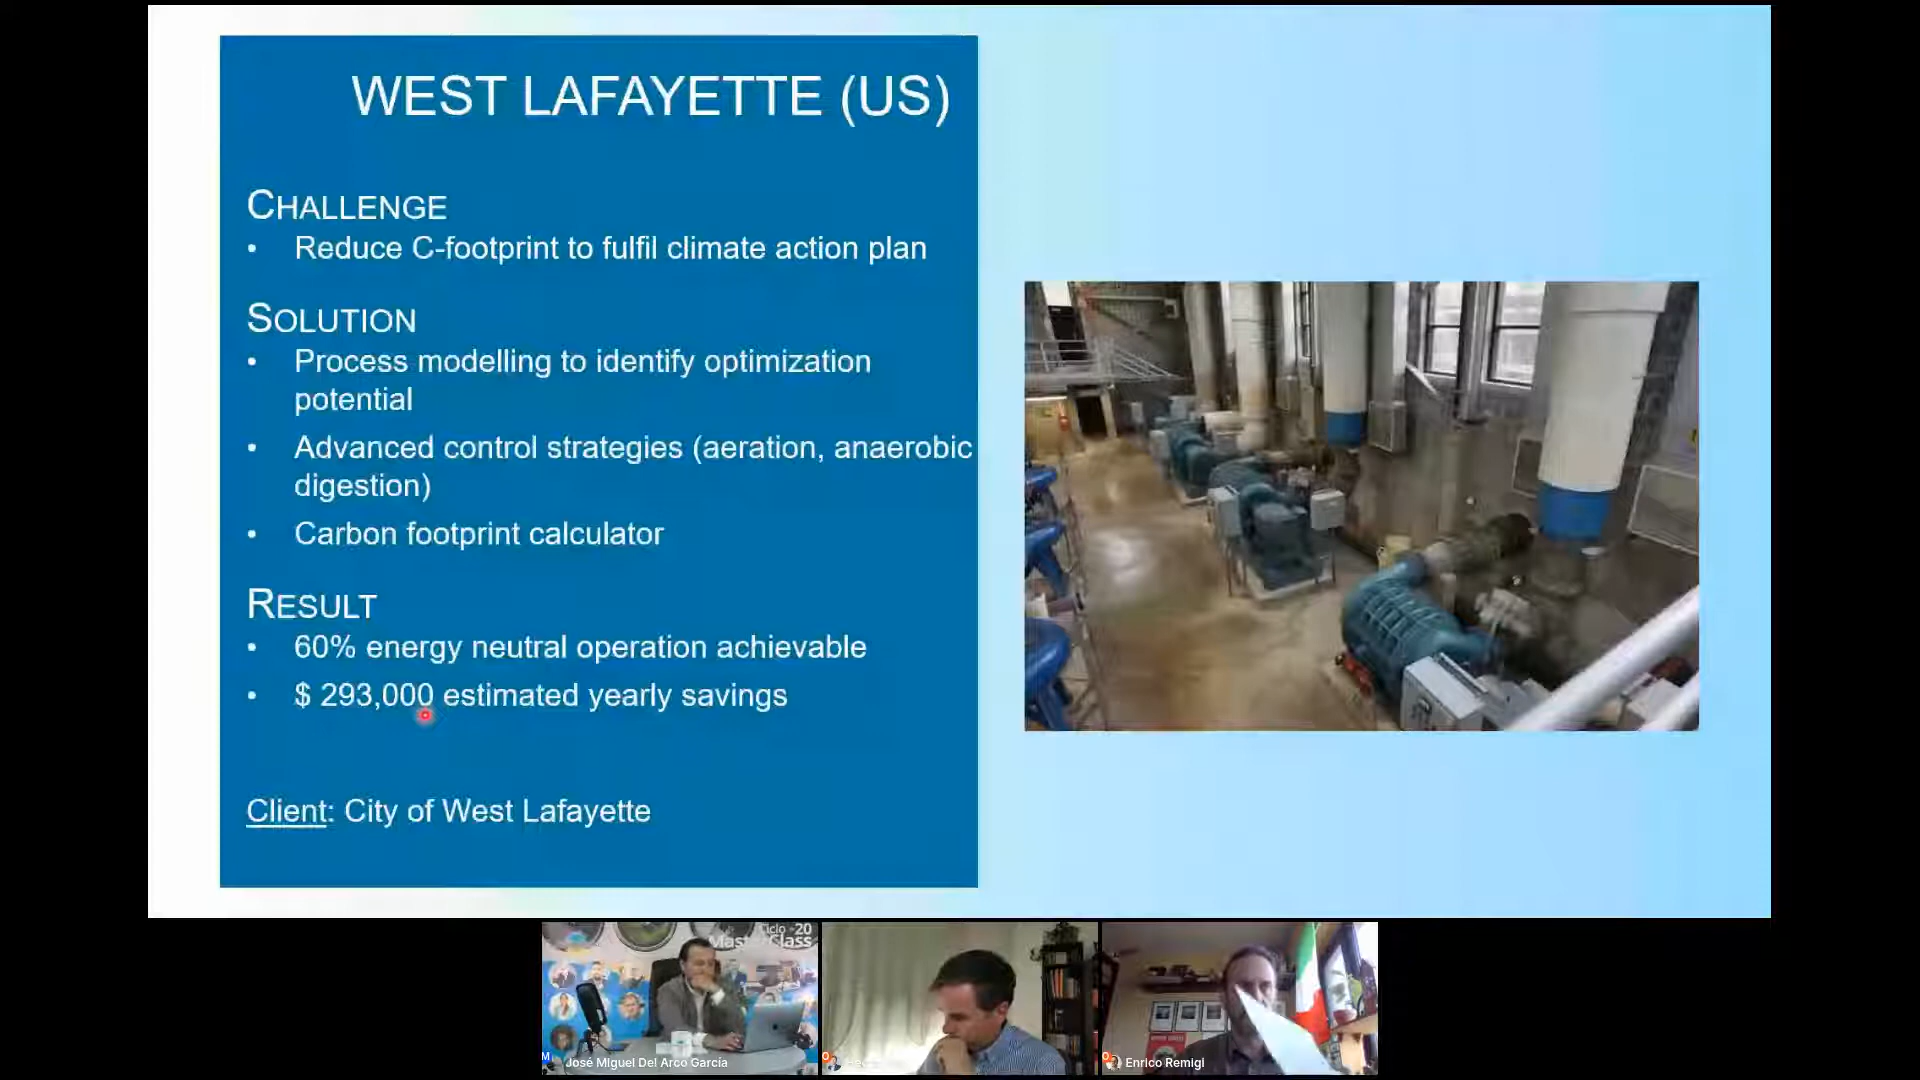 WEST LAFAYETTE (US)
CHALLENGE
• Reduce C-footprint to fulfil climate action plan
SOLUTION
• Process modelling to identify optimization
potential
• Advanced control strategies (aeration, anaerobic
digestion)
• Carbon footprint calculator
RESULT
• 60% energy neutral operation achievable
• $ 293,000 estimated yearly savings
Client: City of West Lafayette
Ciclo -20
MasterClass
José Miguel Del Arco García
Enrico Remigi